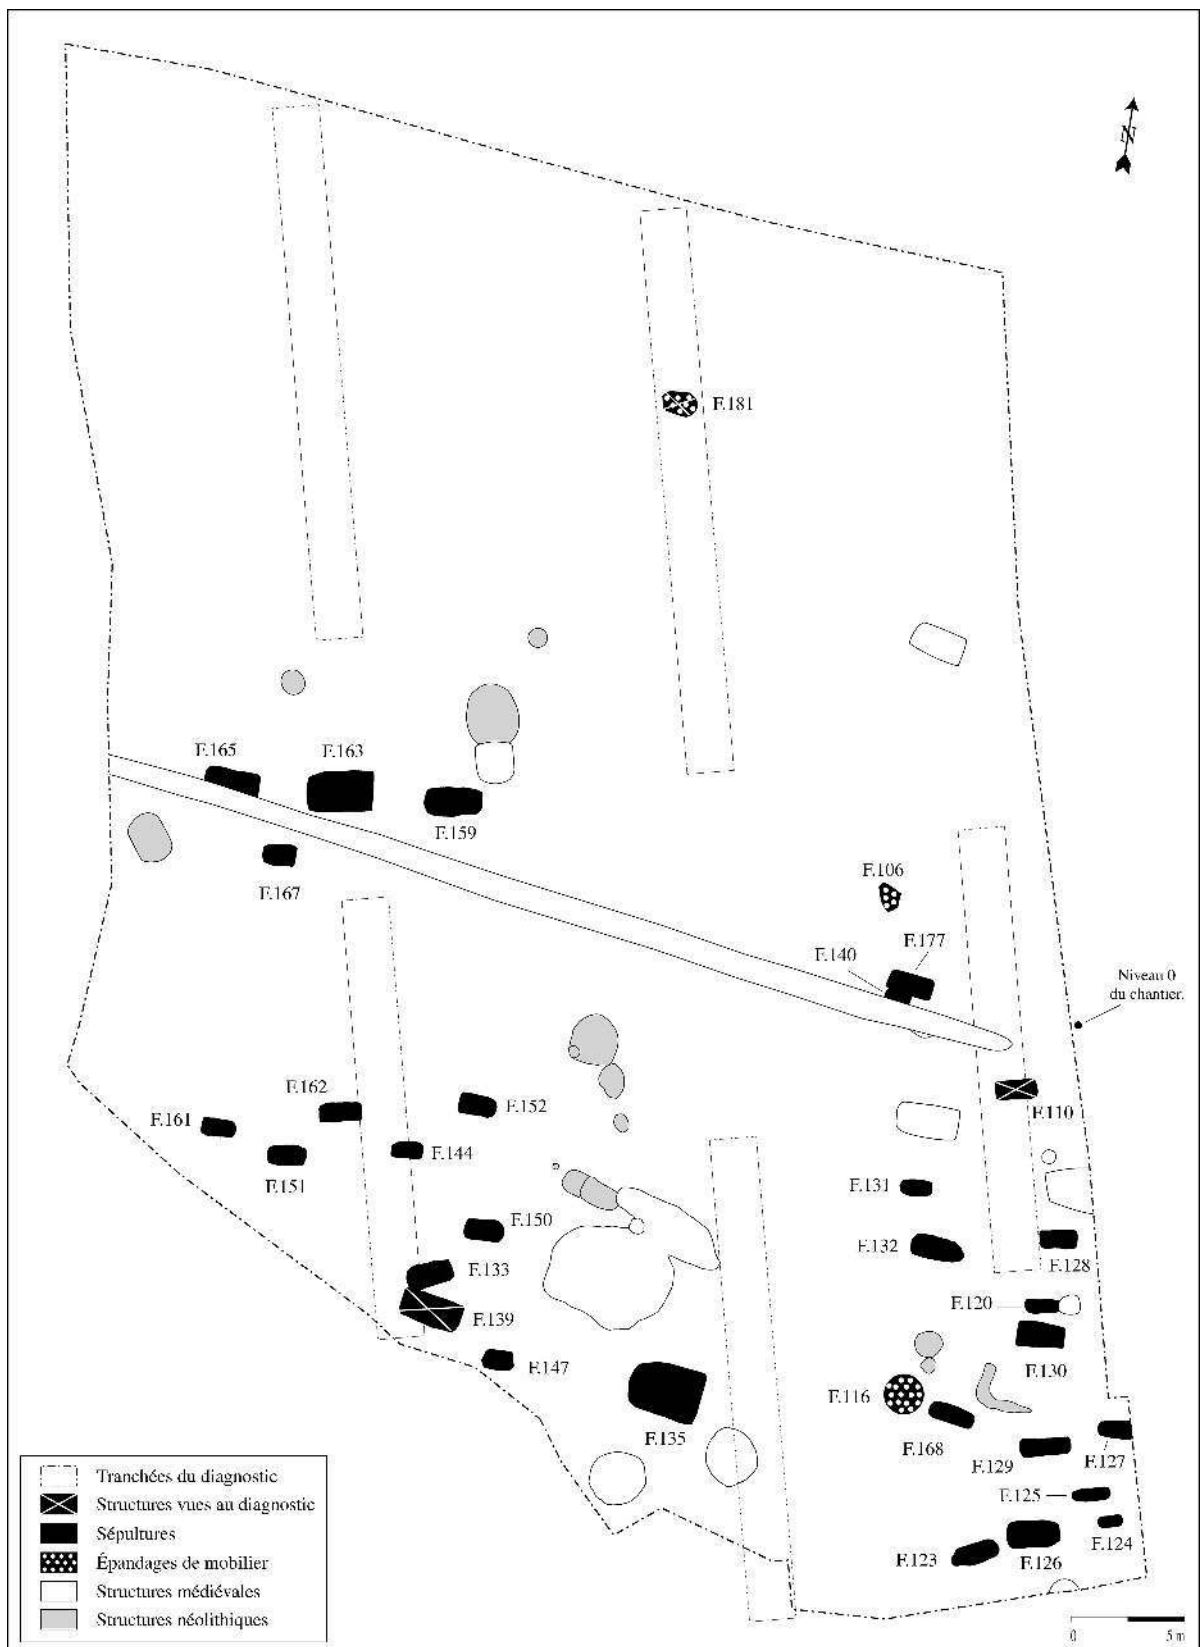 N
F.181
F.165
F.163
F.159
F.167
F.106
F.177
F.140
Niveau 0
du chantier.
F.162
F.152
F.161
F.110
F.144
F.151
F.131
F.150
F.132
F.133
F.128
F.120
F.139
F.147
F.130
F.116
F.135
F.168
F.127
F.129
F.125
F.124
F.123
F.126
Tranchées du diagnostic
Structures vues au diagnostic
Sépultures
Épandages de mobilier
Structures médiévales
Structures néolithiques
0 5 m